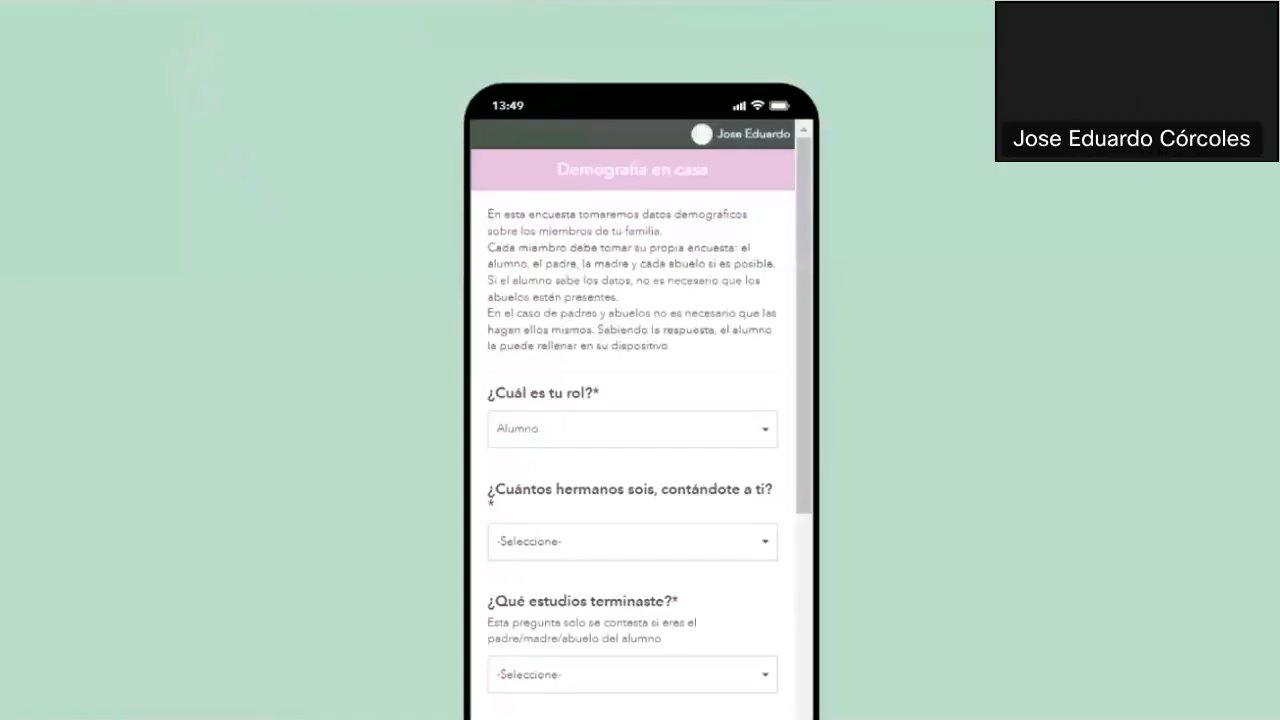 13:49
Jose Eduardo
Jose Eduardo Córcoles
Demografía en casa
En esta encuesta tomaremos datos demográficos
sobre los miembros de tu familia.
Cada miembro debe tomar su propia encuesta: el
alumno, el padre, la madre y cada abuelo si es posible.
Si el alumno sabe los datos, no es necesario que los
abuelos estén presentes.
En el caso de padres y abuelos no es necesario que las
hagan ellos mismos. Sabiendo la respuesta, el alumno
la puede rellenar en su dispositivo
¿Cuál es tu rol?*
Alumno
¿Cuántos hermanos sois, contándote a ti?
*
-Seleccione-
¿Qué estudios terminaste?*
Esta pregunta solo se contesta si eres el
padre/madre/abuelo del alumno
-Seleccione-